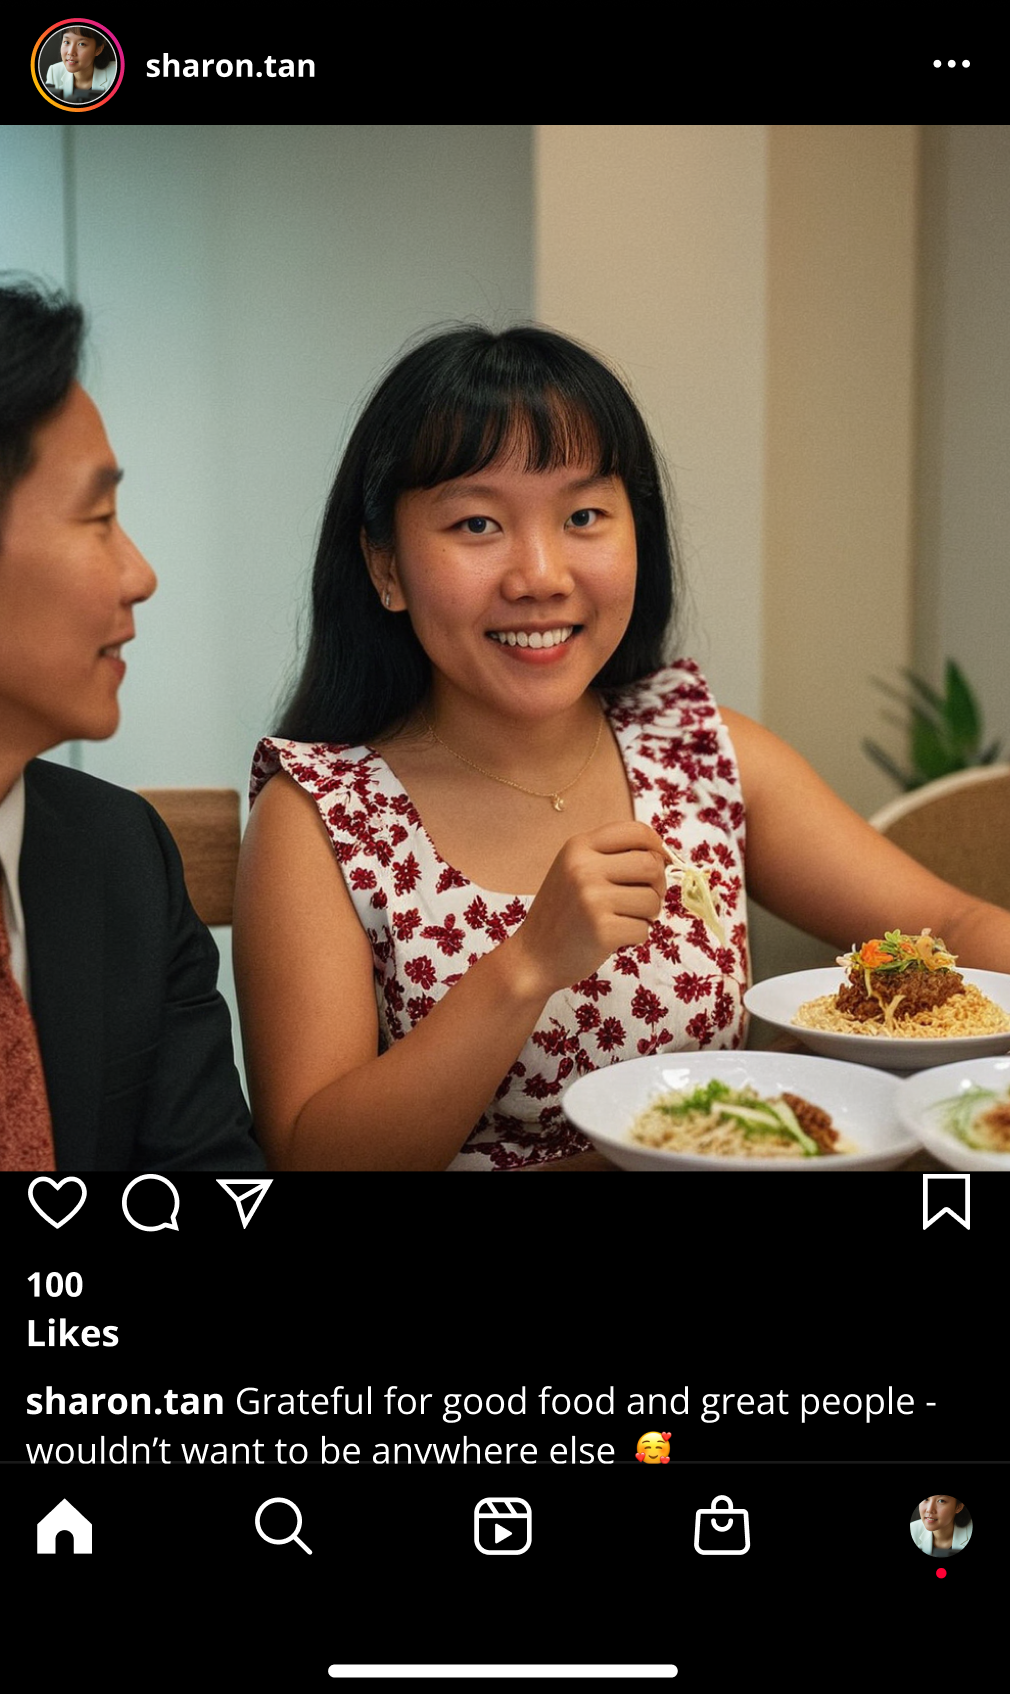 sharon.tan
100
Likes
sharon.tan Grateful for good food and great people -
wouldn’t want to be anywhere else 🥰